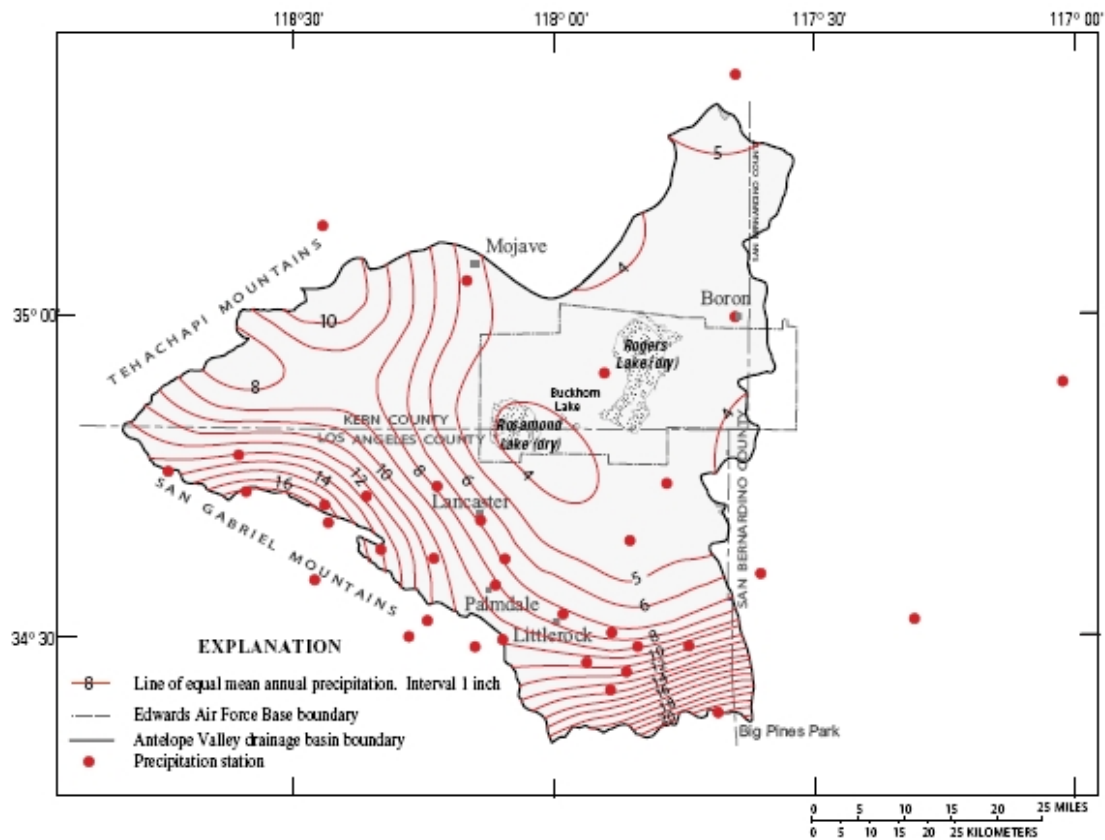 118° 30' 118° 00' 117° 30' 117° 00'
5
SAN BERNARDINO COUNTY
Mojave
4
TEHACHAPI MOUNTAINS
10
Boron
35° 00'
Rogers
Lake (dry)
8
Buckhorn
Lake
KERN COUNTY
LOS ANGELES COUNTY
Rosamond
Lake (dry)
4
4
16 14 12 10 8 6
Lancaster
SAN GABRIEL MOUNTAINS
SAN BERNARDINO COUNTY
5
6
Palmdale
Littlerock
8
34° 30'
EXPLANATION
8 Line of equal mean annual precipitation. Interval 1 inch
Edwards Air Force Base boundary
Antelope Valley drainage basin boundary
Precipitation station
Big Pines Park
0 5 10 15 20 25 MILES
0 5 10 15 20 25 KILOMETERS